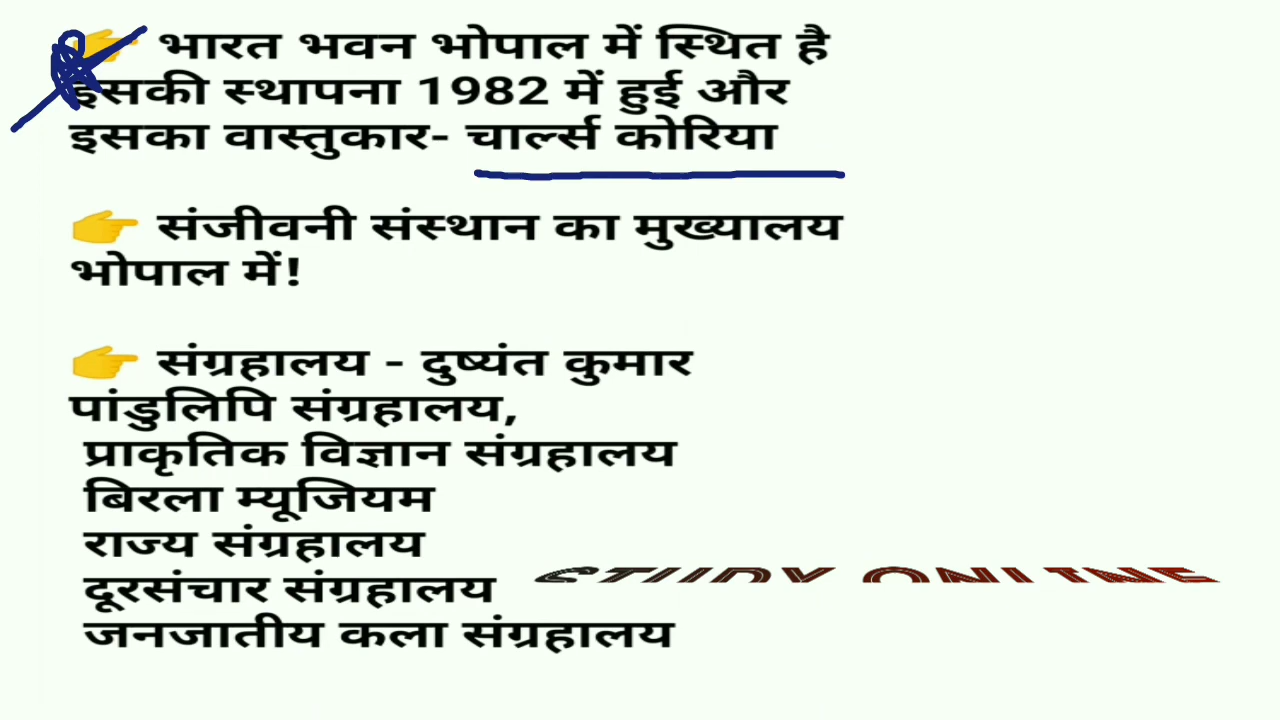 👉 भारत भवन भोपाल में स्थित है
इसकी स्थापना 1982 में हुई और
इसका वास्तुकार- चार्ल्स कोरिया
👉 संजीवनी संस्थान का मुख्यालय
भोपाल में!
👉 संग्रहालय - दुष्यंत कुमार
पांडुलिपि संग्रहालय,
प्राकृतिक विज्ञान संग्रहालय
बिरला म्यूजियम
राज्य संग्रहालय
दूरसंचार संग्रहालय
STUDY ONLINE
जनजातीय कला संग्रहालय